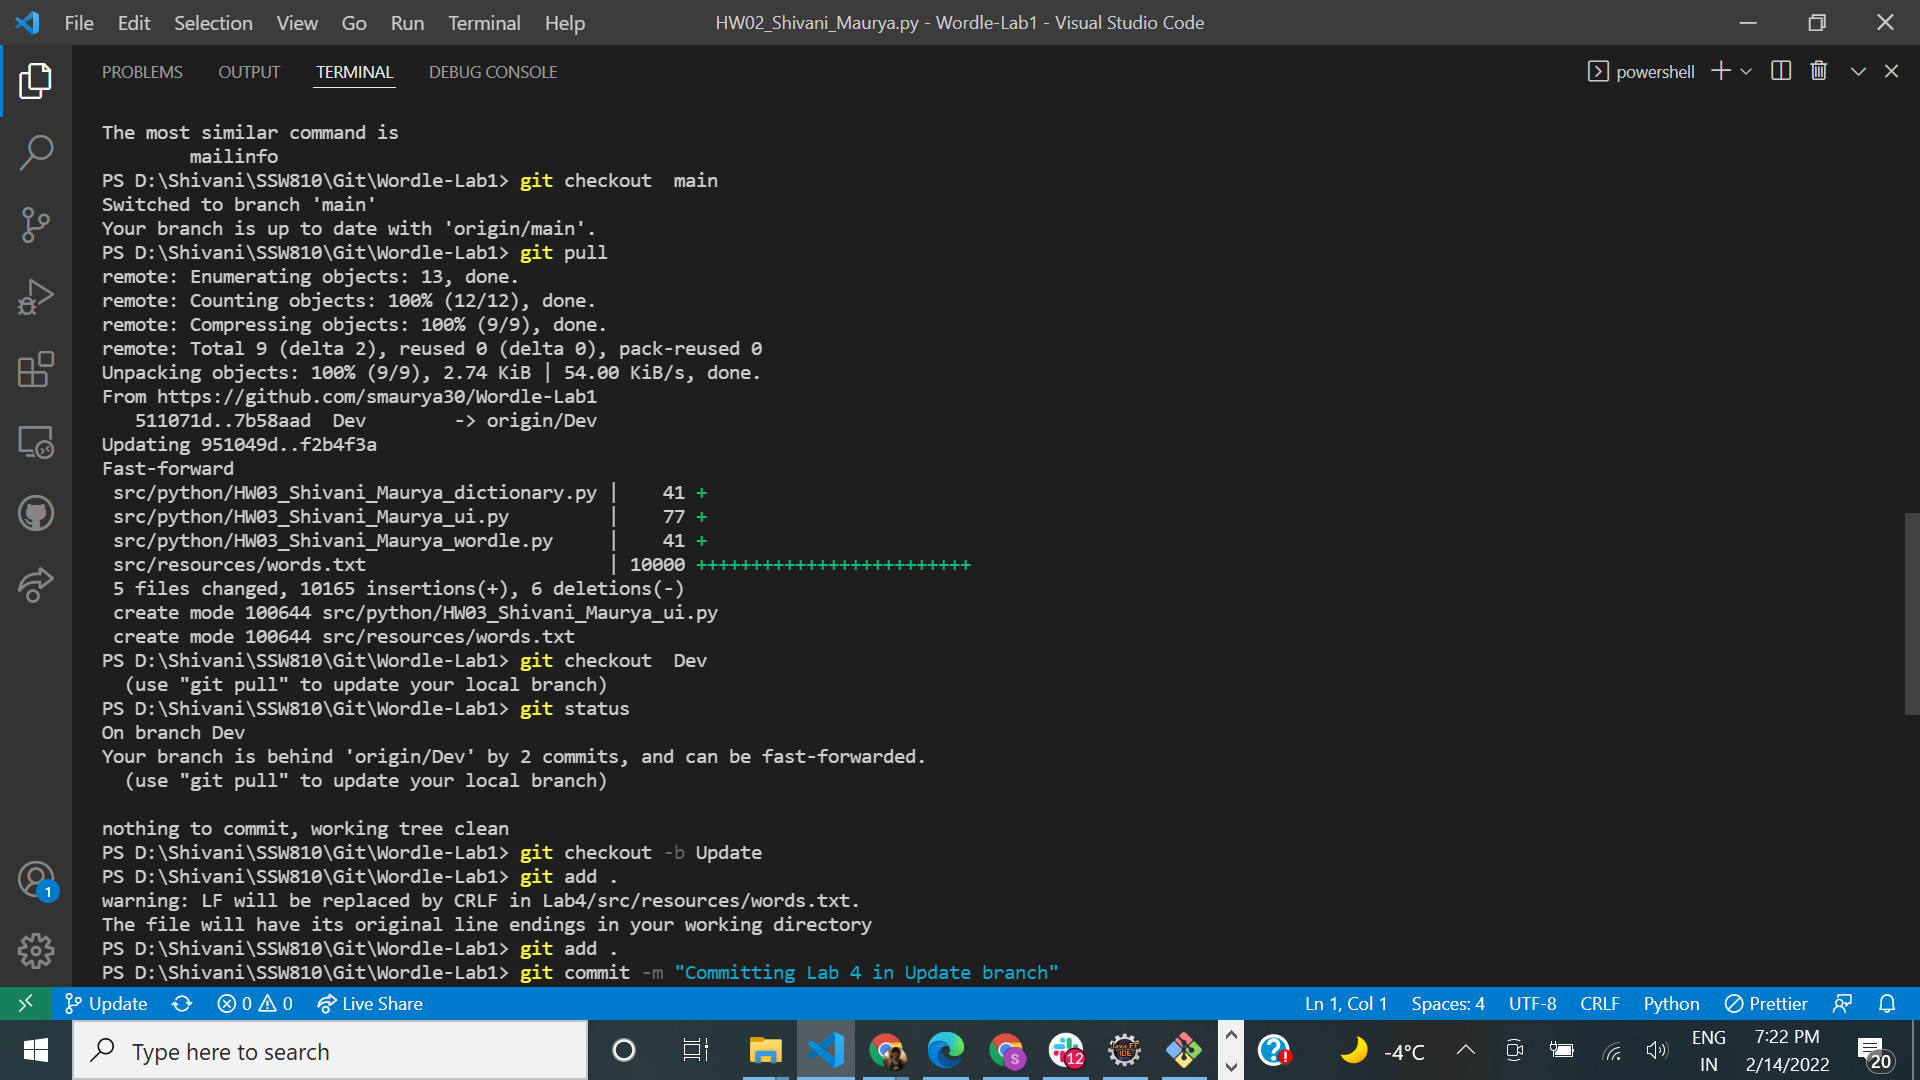 File Edit Selection View Go Run Terminal Help HW02_Shivani_Maurya.py - Wordle-Lab1 - Visual Studio Code
PROBLEMS OUTPUT TERMINAL DEBUG CONSOLE powershell
The most similar command is
        mailinfo
PS D:\Shivani\SSW810\Git\Wordle-Lab1> git checkout  main
Switched to branch 'main'
Your branch is up to date with 'origin/main'.
PS D:\Shivani\SSW810\Git\Wordle-Lab1> git pull
remote: Enumerating objects: 13, done.
remote: Counting objects: 100% (12/12), done.
remote: Compressing objects: 100% (9/9), done.
remote: Total 9 (delta 2), reused 0 (delta 0), pack-reused 0
Unpacking objects: 100% (9/9), 2.74 KiB | 54.00 KiB/s, done.
From https://github.com/smaurya30/Wordle-Lab1
   511071d..7b58aad  Dev        -> origin/Dev
Updating 951049d..f2b4f3a
Fast-forward
 src/python/HW03_Shivani_Maurya_dictionary.py |    41 +
 src/python/HW03_Shivani_Maurya_ui.py         |    77 +
 src/python/HW03_Shivani_Maurya_wordle.py     |    41 +
 src/resources/words.txt                      | 10000 +++++++++++++++++++++++++
 5 files changed, 10165 insertions(+), 6 deletions(-)
 create mode 100644 src/python/HW03_Shivani_Maurya_ui.py
 create mode 100644 src/resources/words.txt
PS D:\Shivani\SSW810\Git\Wordle-Lab1> git checkout  Dev
  (use "git pull" to update your local branch)
PS D:\Shivani\SSW810\Git\Wordle-Lab1> git status
On branch Dev
Your branch is behind 'origin/Dev' by 2 commits, and can be fast-forwarded.
  (use "git pull" to update your local branch)
nothing to commit, working tree clean
PS D:\Shivani\SSW810\Git\Wordle-Lab1> git checkout -b Update
PS D:\Shivani\SSW810\Git\Wordle-Lab1> git add .
warning: LF will be replaced by CRLF in Lab4/src/resources/words.txt.
The file will have its original line endings in your working directory
PS D:\Shivani\SSW810\Git\Wordle-Lab1> git add .
PS D:\Shivani\SSW810\Git\Wordle-Lab1> git commit -m "Committing Lab 4 in Update branch"
1
Update 0 0 Live Share Ln 1, Col 1 Spaces: 4 UTF-8 CRLF Python Prettier
Type here to search S 12 Java EE IDE -4°C ENG IN 7:22 PM 2/14/2022 20